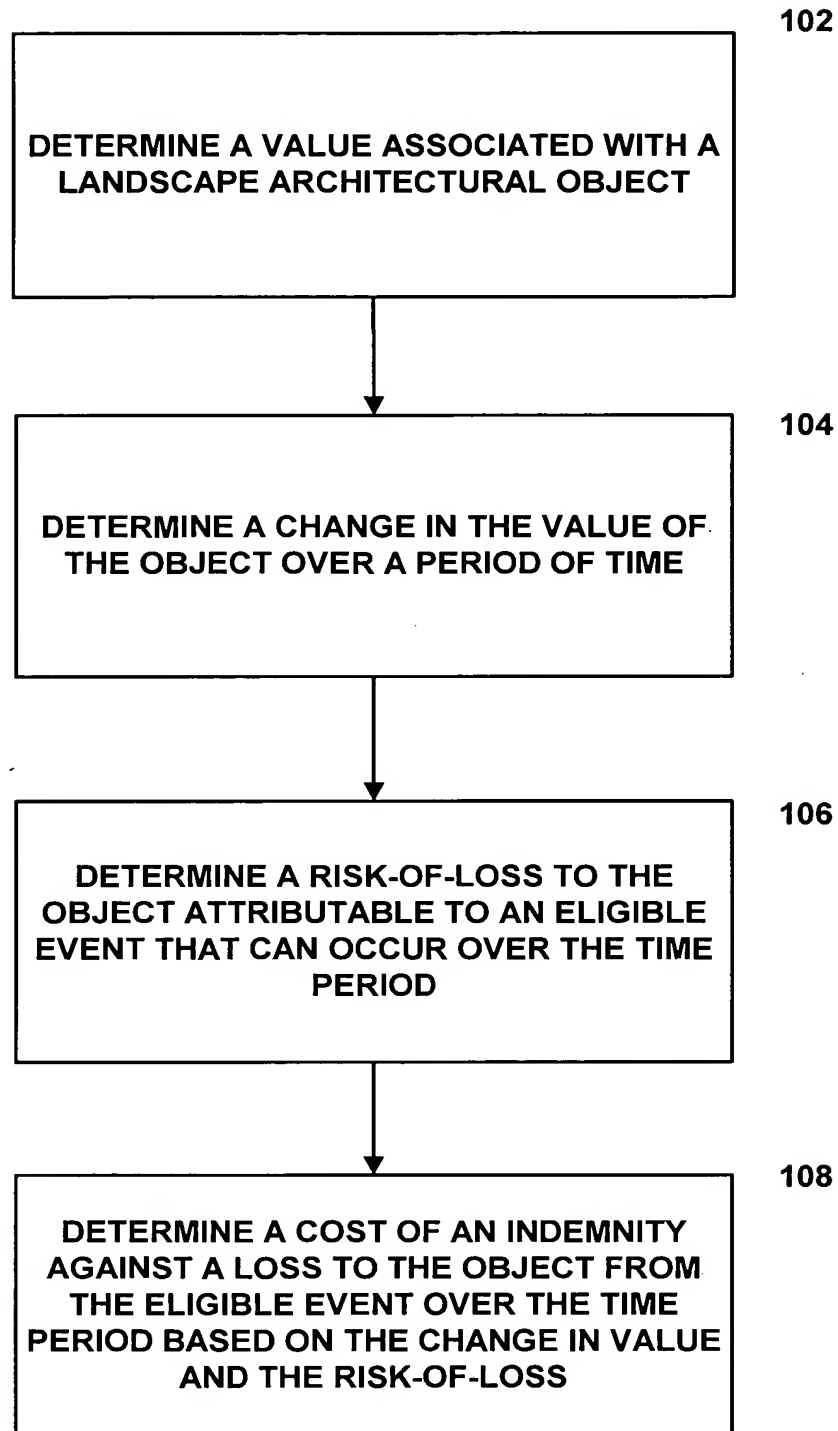 102
DETERMINE A VALUE ASSOCIATED WITH A
LANDSCAPE ARCHITECTURAL OBJECT
104
DETERMINE A CHANGE IN THE VALUE OF
THE OBJECT OVER A PERIOD OF TIME
106
DETERMINE A RISK-OF-LOSS TO THE
OBJECT ATTRIBUTABLE TO AN ELIGIBLE
EVENT THAT CAN OCCUR OVER THE TIME
PERIOD
108
DETERMINE A COST OF AN INDEMNITY
AGAINST A LOSS TO THE OBJECT FROM
THE ELIGIBLE EVENT OVER THE TIME
PERIOD BASED ON THE CHANGE IN VALUE
AND THE RISK-OF-LOSS